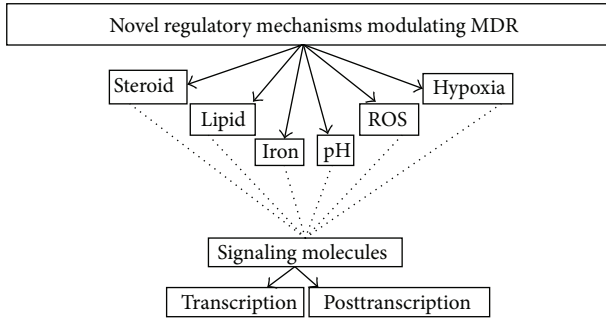 Novel regulatory mechanisms modulating MDR
Steroid
Hypoxia
Lipid
ROS
Iron
pH
Signaling molecules
Transcription
Posttranscription